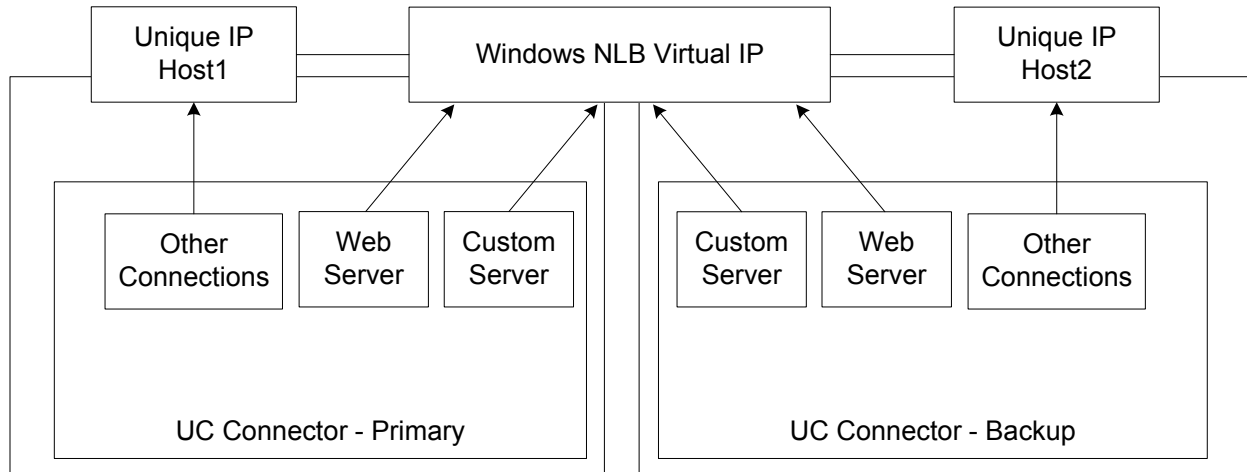 Unique IP
Host1
Windows NLB Virtual IP
Unique IP
Host2
Other
Connections
Web
Server
Custom
Server
Custom
Server
Web
Server
Other
Connections
UC Connector - Primary
UC Connector - Backup